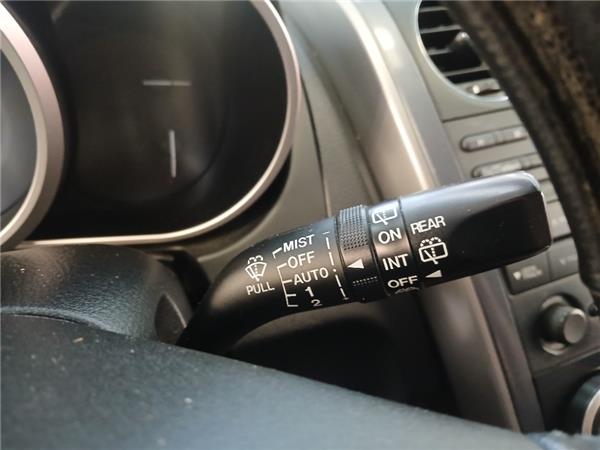 MIST
OFF
AUTO
1
2
PULL
REAR
ON
INT
OFF